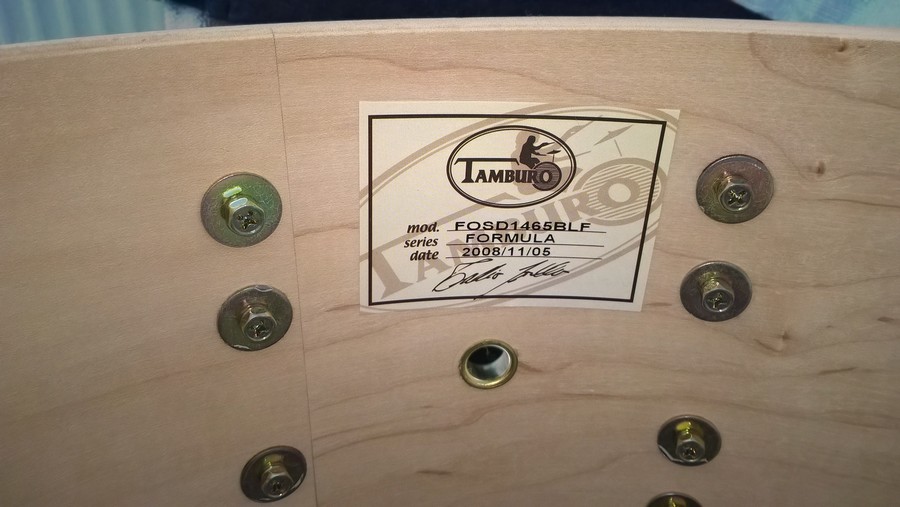 TAMBURO
mod. FOSD1465BLF
series FORMULA
date 2008/11/05